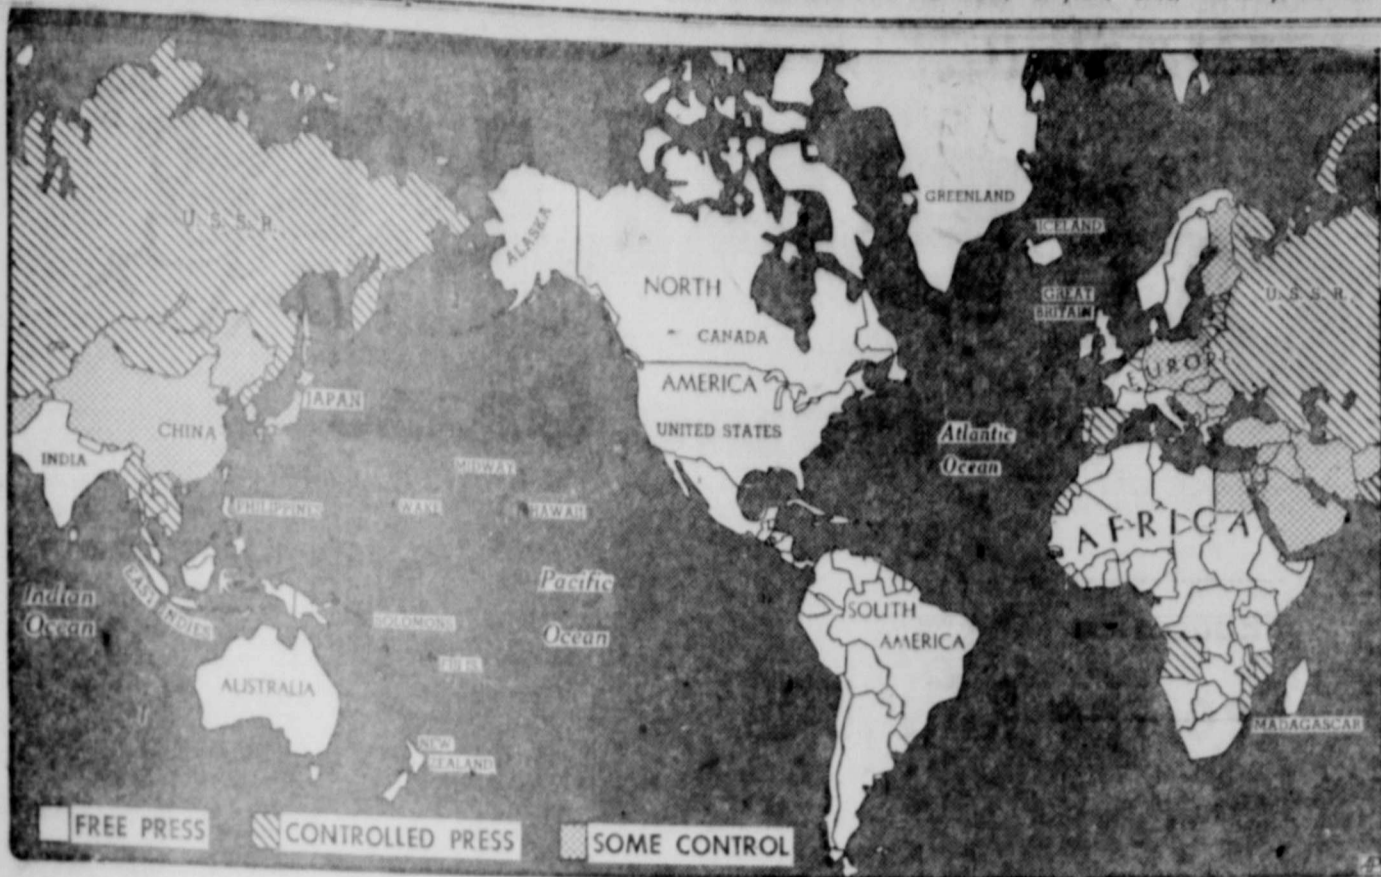 U.S.S.R.
ALASKA
GREENLAND
ICELAND
NORTH
GREAT
BRITAIN
U.S.S.R.
CANADA
EUROPE
AMERICA
JAPAN
CHINA
UNITED STATES
Atlantic
Ocean
INDIA
MIDWAY
PHILIPPINES
WAKE
HAWAII
AFRICA
Indian
Ocean
EAST INDIES
Pacific
Ocean
SOLOMONS
SOUTH
AMERICA
AUSTRALIA
MADAGASCAR
NEW
ZEALAND
FREE PRESS
CONTROLLED PRESS
SOME CONTROL